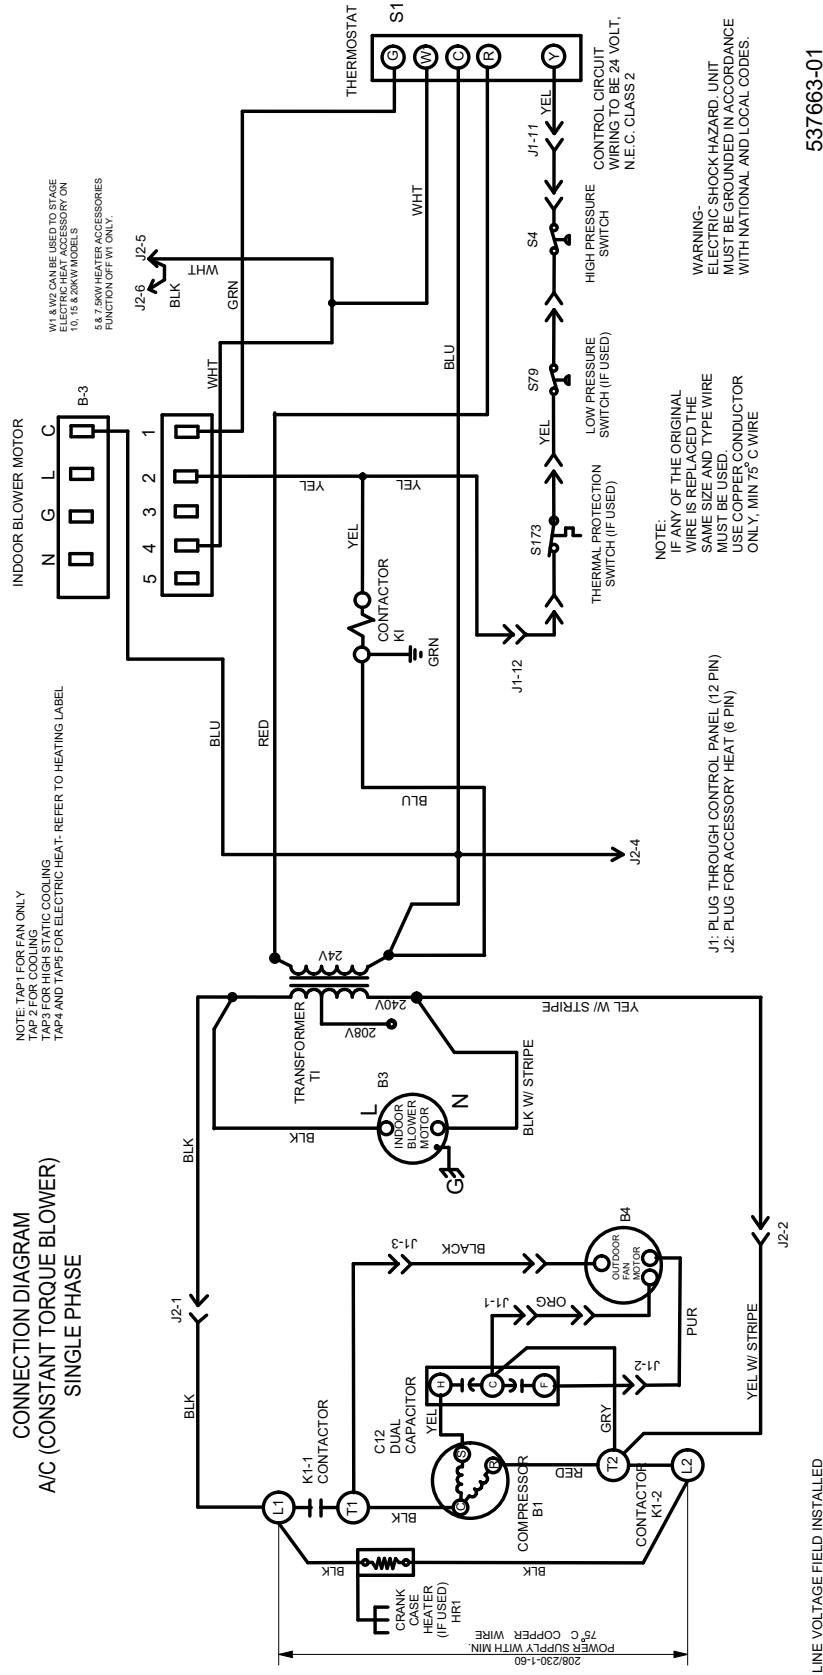 CONNECTION DIAGRAM
A/C (CONSTANT TORQUE BLOWER)
SINGLE PHASE
NOTE: TAP1 FOR FAN ONLY
TAP 2 FOR COOLING
TAP3 FOR HIGH STATIC COOLING
TAP4 AND TAP5 FOR ELECTRIC HEAT- REFER TO HEATING LABEL
INDOOR BLOWER MOTOR
N G L C
B-3
5 4 3 2 1
W1 & W2 CAN BE USED TO STAGE
ELECTRIC HEAT ACCESSORY ON
10, 15 & 20KW MODELS
5 & 7.5KW HEATER ACCESSORIES
FUNCTION OFF W1 ONLY.
J2-6
J2-5
BLK
WHT
GRN
WHT
WHT
THERMOSTAT
S1
G
W
C
R
Y
BLU
RED
BLU
YEL
YEL
YEL
CONTACTOR
KI
GRN
BLU
J2-4
J1-12
S173
THERMAL PROTECTION
SWITCH (IF USED)
YEL
S79
LOW PRESSURE
SWITCH (IF USED)
S4
HIGH PRESSURE
SWITCH
J1-11
YEL
CONTROL CIRCUIT
WIRING TO BE 24 VOLT,
N.E.C. CLASS 2
BLK
J2-1
BLK
24V
240V
208V
TRANSFORMER
TI
BLK
L
B3
INDOOR
BLOWER
MOTOR
N
G
BLK W/ STRIPE
YEL W/ STRIPE
J2-2
YEL W/ STRIPE
L1
K1-1
CONTACTOR
T1
BLK
J1-3
BLACK
B4
OUTDOOR
FAN
MOTOR
J1-1
ORG
PUR
J1-2
C12
DUAL
CAPACITOR
H
C
F
YEL
GRY
S
R
C
COMPRESSOR
B1
RED
T2
CONTACTOR
K1-2
L2
BLK
BLK
CRANK
CASE
HEATER
(IF USED)
HR1
208/230-1-60
POWER SUPPLY WITH MIN.
75°C COPPER WIRE
LINE VOLTAGE FIELD INSTALLED
J1: PLUG THROUGH CONTROL PANEL (12 PIN)
J2: PLUG FOR ACCESSORY HEAT (6 PIN)
NOTE:
IF ANY OF THE ORIGINAL
WIRE IS REPLACED THE
SAME SIZE AND TYPE WIRE
MUST BE USED.
USE COPPER CONDUCTOR
ONLY, MIN 75° C WIRE
WARNING-
ELECTRIC SHOCK HAZARD. UNIT
MUST BE GROUNDED IN ACCORDANCE
WITH NATIONAL AND LOCAL CODES.
537663-01